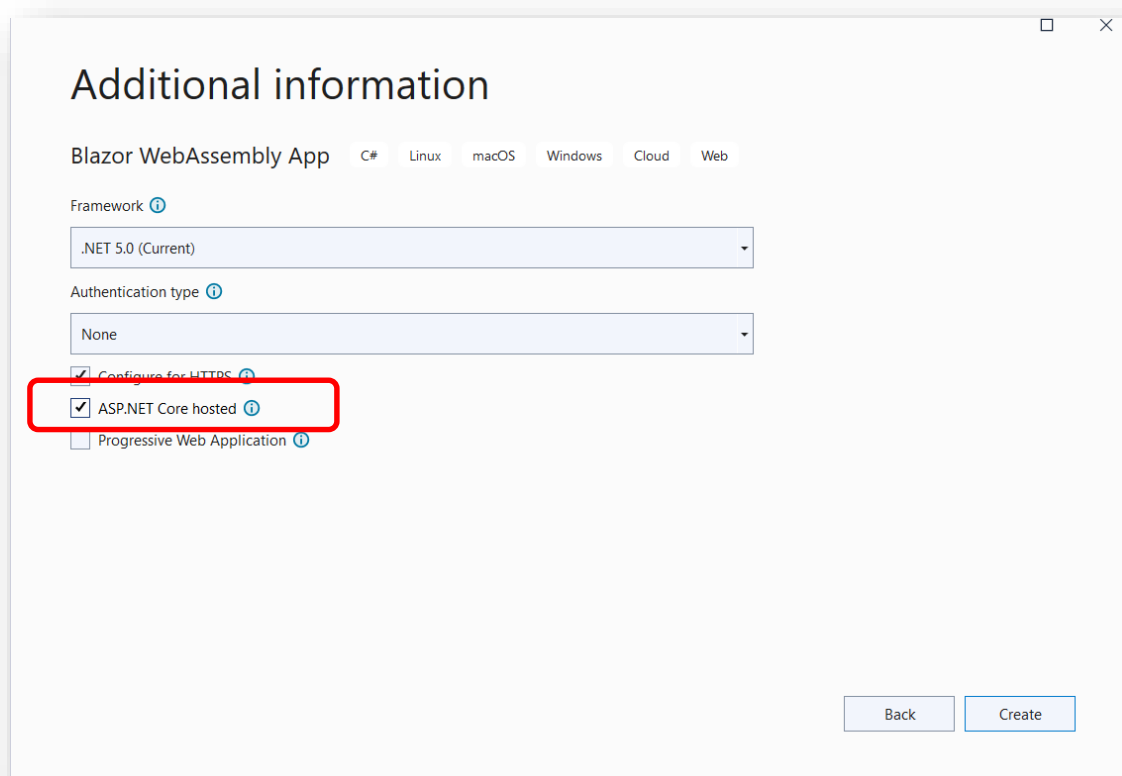 Additional information
Blazor WebAssembly App C# Linux macOS Windows Cloud Web
Framework
.NET 5.0 (Current)
Authentication type
None
Configure for HTTPS
ASP.NET Core hosted
Progressive Web Application
Back Create